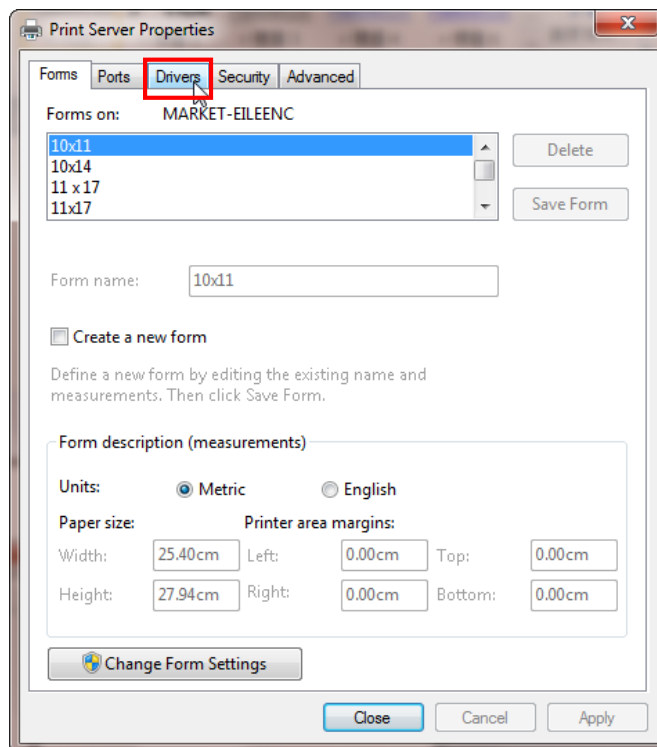 Print Server Properties
Forms Ports Drivers Security Advanced
Forms on: MARKET-EILEENC
10x11 Delete
10x14
11 x 17
11x17 Save Form
Form name: 10x11
Create a new form
Define a new form by editing the existing name and
measurements. Then click Save Form.
Form description (measurements)
Units: Metric English
Paper size: Printer area margins:
Width: 25.40cm Left: 0.00cm Top: 0.00cm
Height: 27.94cm Right: 0.00cm Bottom: 0.00cm
Change Form Settings
Close Cancel Apply